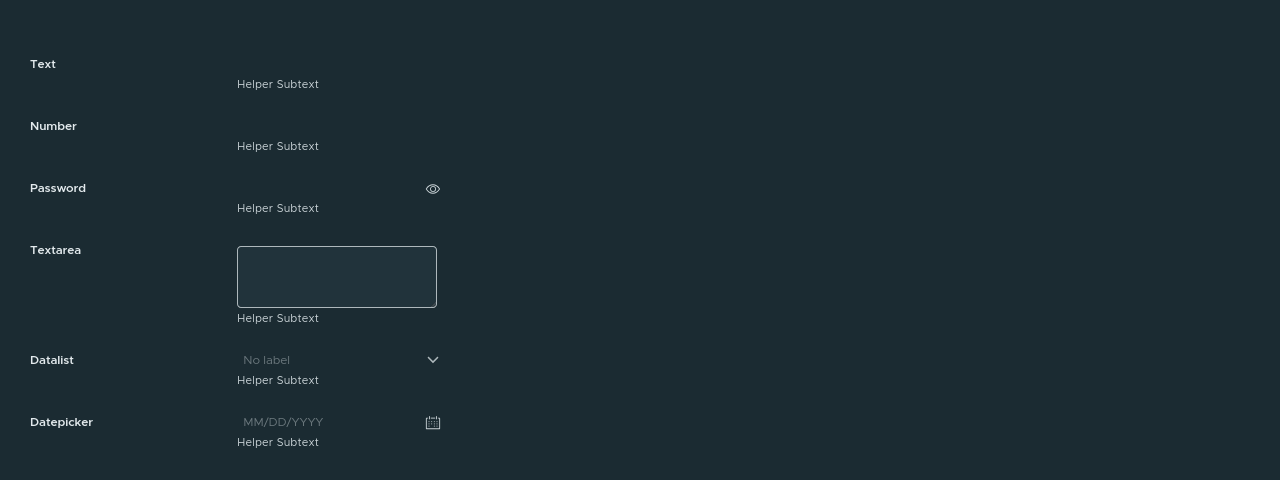 Text
Helper Subtext
Number
Helper Subtext
Password
Helper Subtext
Textarea
Helper Subtext
Datalist
No label
Helper Subtext
Datepicker
MM/DD/YYYY
Helper Subtext